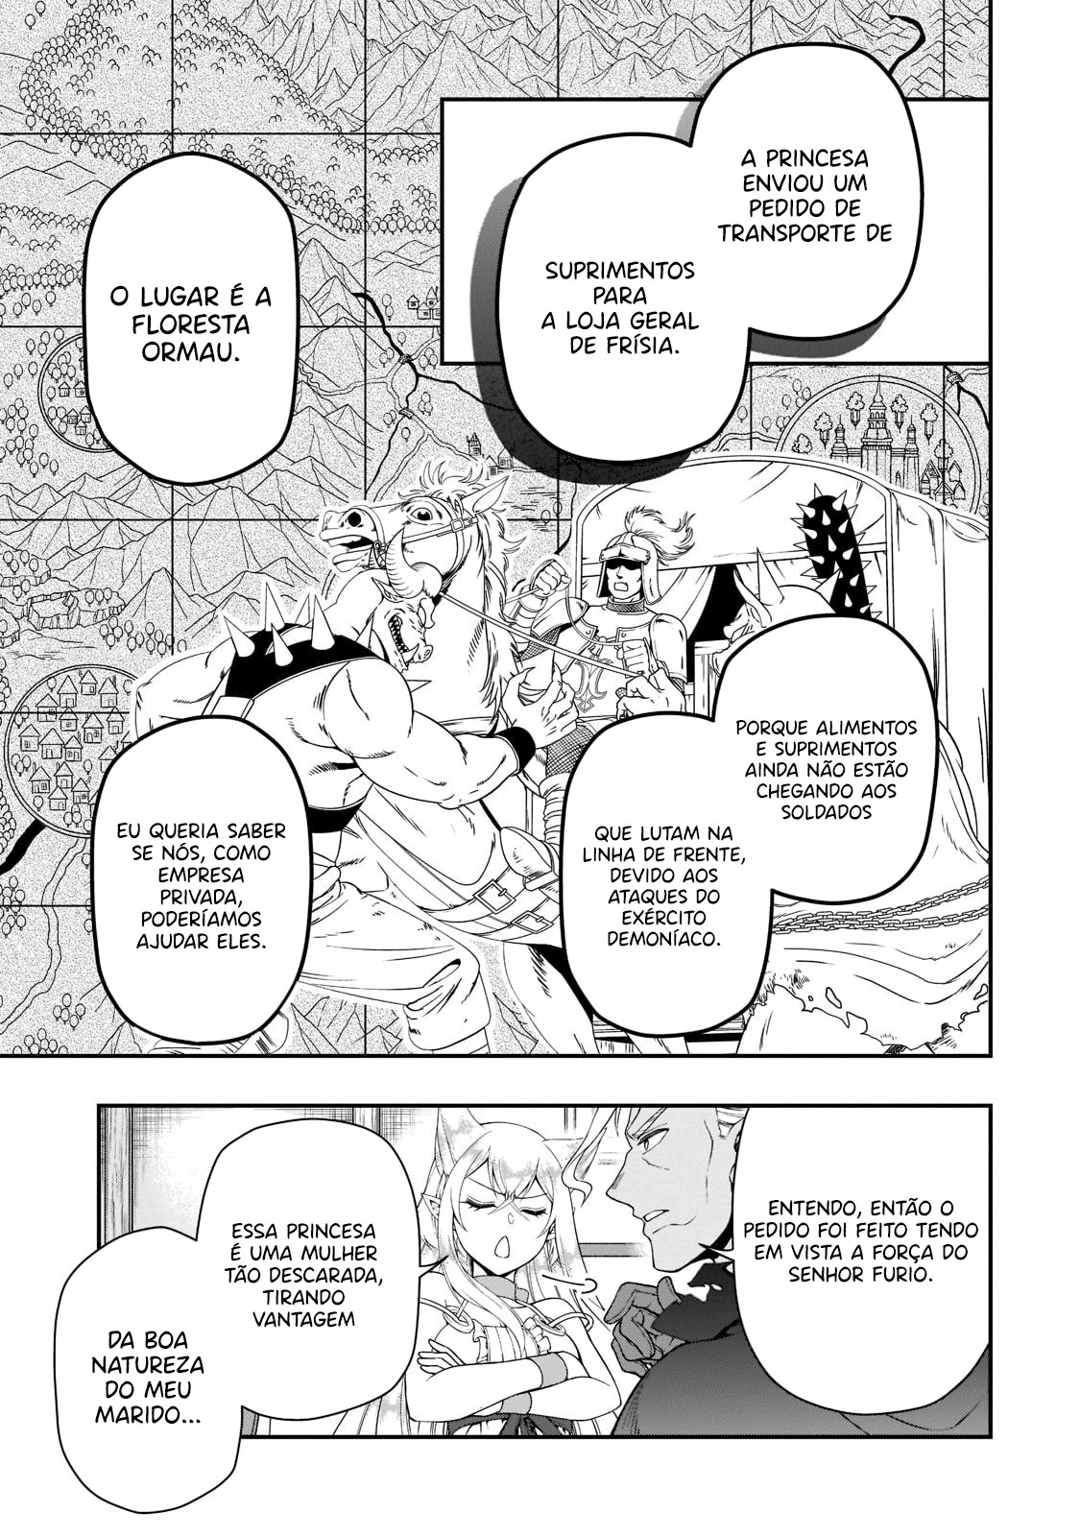 A PRINCESA
ENVIOU UM
PEDIDO DE
TRANSPORTE DE
SUPRIMENTOS
PARA
A LOJA GERAL
DE FRÍSIA.
O LUGAR É A
FLORESTA
ORMAU.
PORQUE ALIMENTOS
E SUPRIMENTOS
AINDA NÃO ESTÃO
CHEGANDO AOS
SOLDADOS
QUE LUTAM NA
LINHA DE FRENTE,
DEVIDO AOS
ATAQUES DO
EXÉRCITO
DEMONÍACO.
EU QUERIA SABER
SE NÓS, COMO
EMPRESA
PRIVADA,
PODERÍAMOS
AJUDAR ELES.
ENTENDO, ENTÃO O
PEDIDO FOI FEITO TENDO
EM VISTA A FORÇA DO
SENHOR FURIO.
ESSA PRINCESA
É UMA MULHER
TÃO DESCARADA,
TIRANDO
VANTAGEM
DA BOA
NATUREZA
DO MEU
MARIDO...